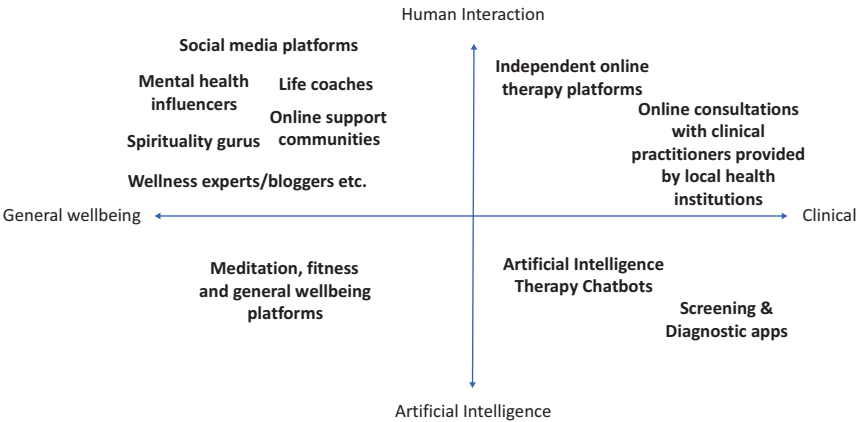 Human Interaction
Social media platforms
Mental health
influencers
Life coaches
Online support
communities
Spirituality gurus
Wellness experts/bloggers etc.
Independent online
therapy platforms
Online consultations
with clinical
practitioners provided
by local health
institutions
General wellbeing
Clinical
Meditation, fitness
and general wellbeing
platforms
Artificial Intelligence
Therapy Chatbots
Screening &
Diagnostic apps
Artificial Intelligence